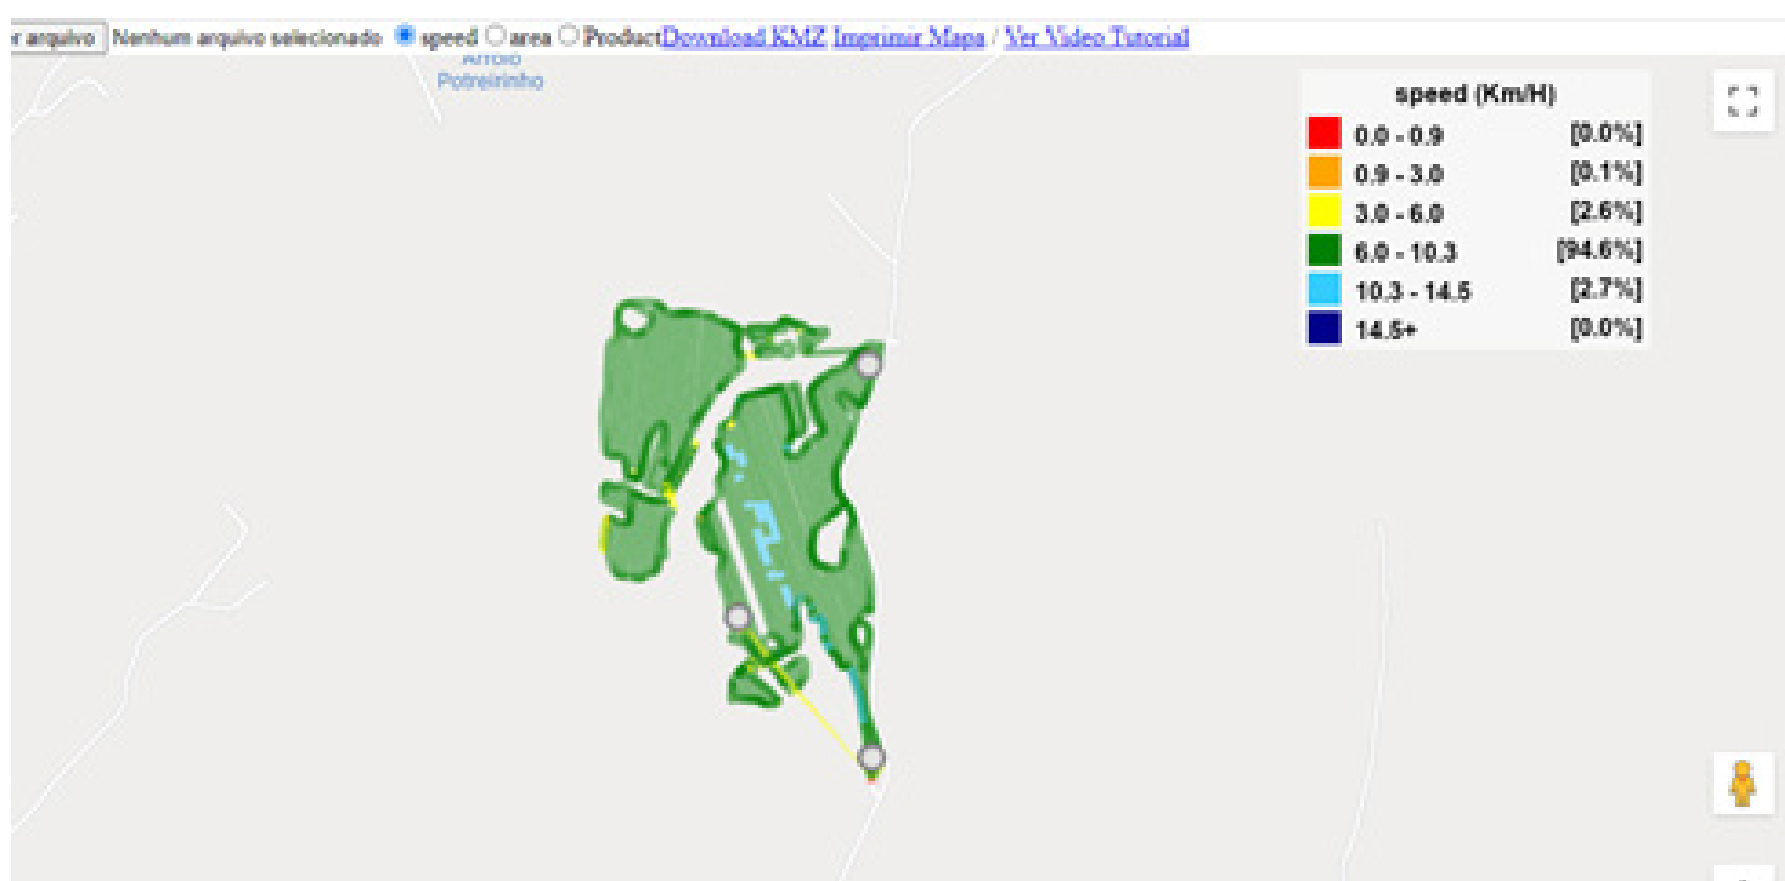 r arquivo Nenhum arquivo selecionado speed area Product Download KMZ Imprimir Mapa / Ver Video Tutorial
Arroio
Potreirinho
speed (Km/H)
0.0 - 0.9 [0.0%]
0.9 - 3.0 [0.1%]
3.0 - 6.0 [2.6%]
6.0 - 10.3 [94.6%]
10.3 - 14.5 [2.7%]
14.5+ [0.0%]